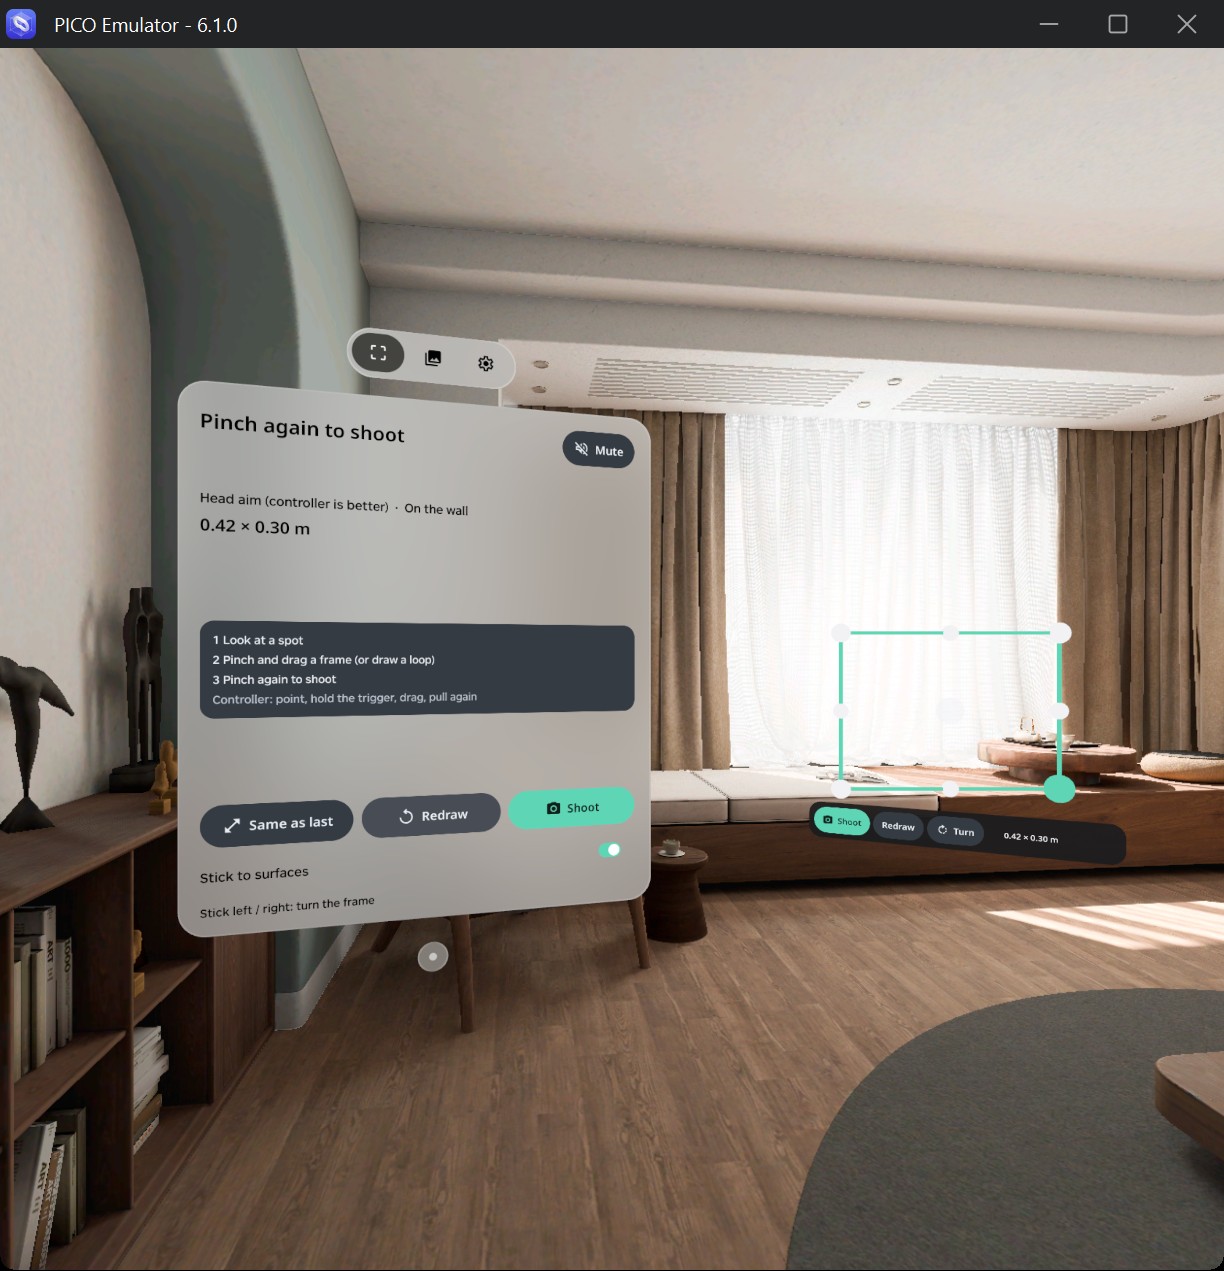 PICO Emulator - 6.1.0
Pinch again to shoot
Mute
Head aim (controller is better) · On the wall
0.42 × 0.30 m
1 Look at a spot
2 Pinch and drag a frame (or draw a loop)
3 Pinch again to shoot
Controller: point, hold the trigger, drag, pull again
Same as last
Redraw
Shoot
Stick to surfaces
Stick left / right: turn the frame
Shoot
Redraw
Turn
0.42 × 0.30 m